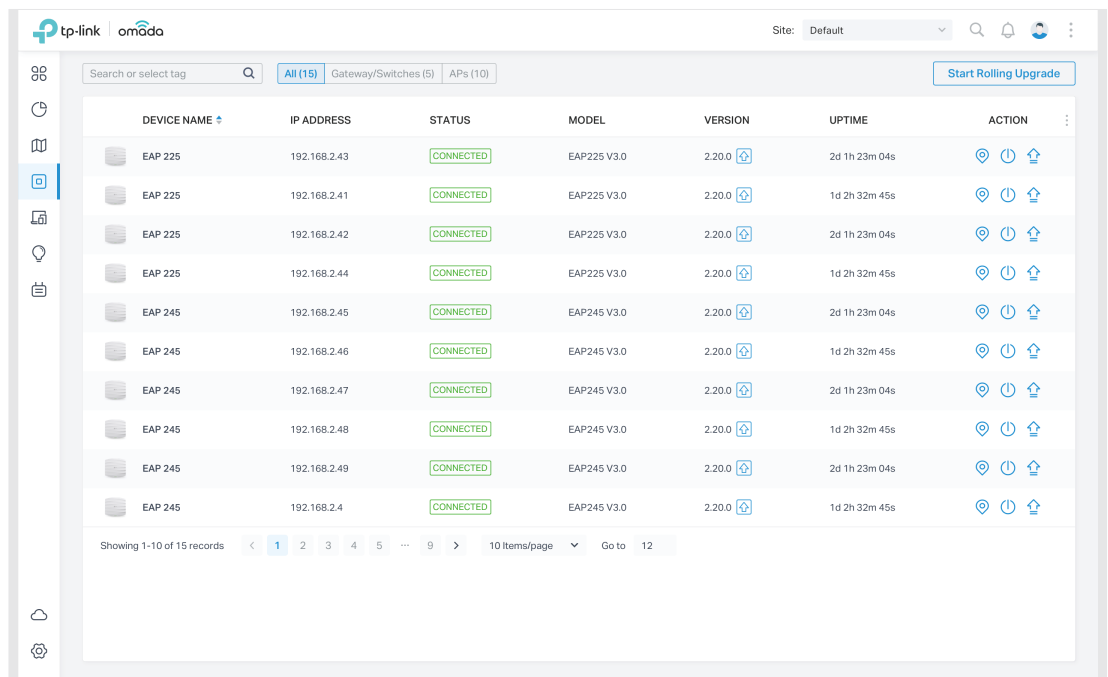 tp-link omada Site: Default
Search or select tag All (15) Gateway/Switches (5) APs (10) Start Rolling Upgrade
DEVICE NAME IP ADDRESS STATUS MODEL VERSION UPTIME ACTION
EAP 225 192.168.2.43 CONNECTED EAP225 V3.0 2.20.0 2d 1h 23m 04s
EAP 225 192.168.2.41 CONNECTED EAP225 V3.0 2.20.0 1d 2h 32m 45s
EAP 225 192.168.2.42 CONNECTED EAP225 V3.0 2.20.0 2d 1h 23m 04s
EAP 225 192.168.2.44 CONNECTED EAP225 V3.0 2.20.0 1d 2h 32m 45s
EAP 245 192.168.2.45 CONNECTED EAP245 V3.0 2.20.0 2d 1h 23m 04s
EAP 245 192.168.2.46 CONNECTED EAP245 V3.0 2.20.0 1d 2h 32m 45s
EAP 245 192.168.2.47 CONNECTED EAP245 V3.0 2.20.0 2d 1h 23m 04s
EAP 245 192.168.2.48 CONNECTED EAP245 V3.0 2.20.0 1d 2h 32m 45s
EAP 245 192.168.2.49 CONNECTED EAP245 V3.0 2.20.0 2d 1h 23m 04s
EAP 245 192.168.2.4 CONNECTED EAP245 V3.0 2.20.0 1d 2h 32m 45s
Showing 1-10 of 15 records < 1 2 3 4 5 ... 9 > 10 Items/page Go to 12